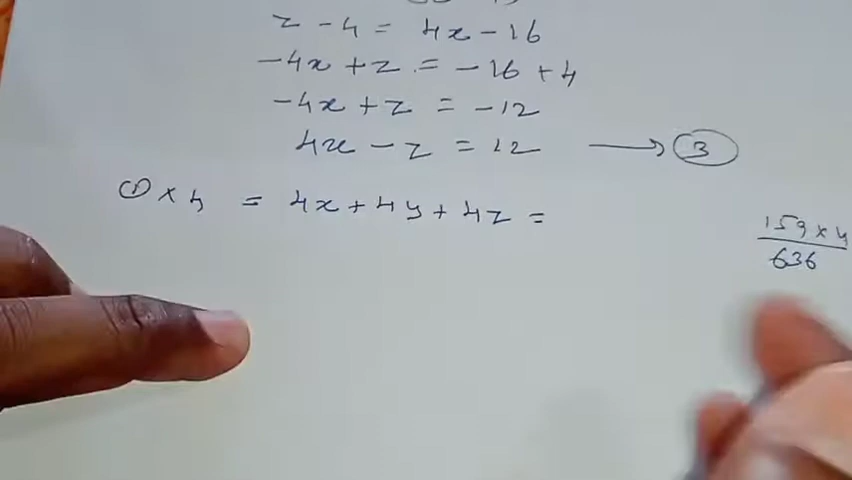 z - 4 = 4x - 16
-4x + z = -16 + 4
-4x + z = -12
4x - z = 12 → 3
① × 4 = 4x + 4y + 4z =
159 × 4
636